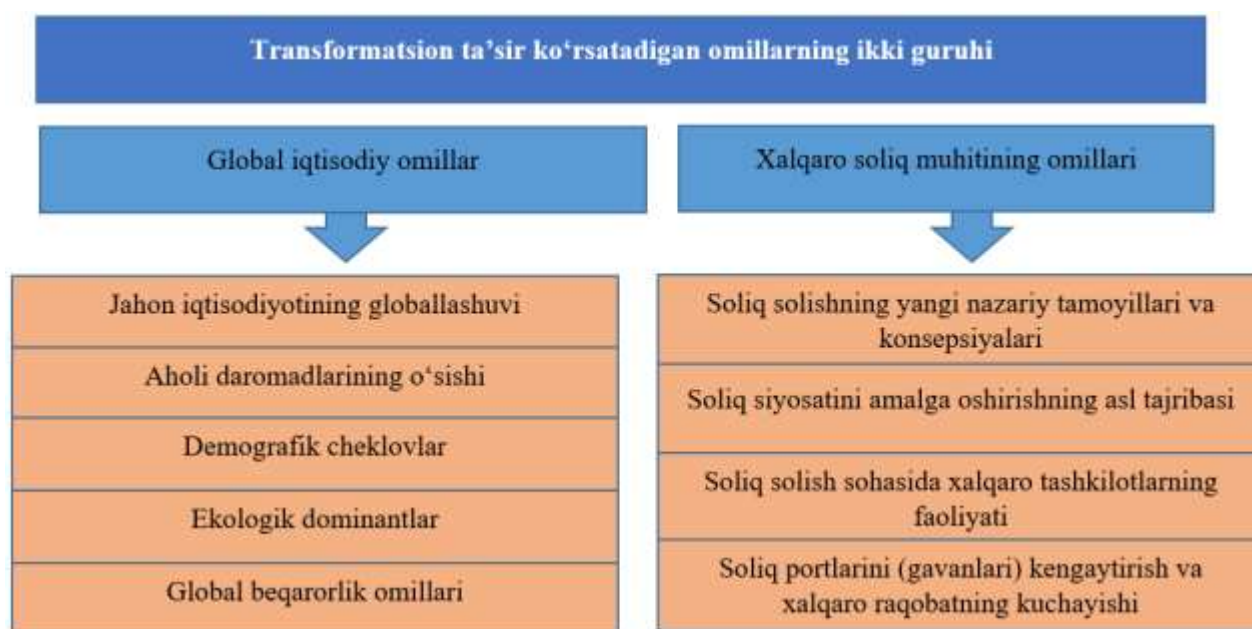 Transformatsion ta’sir ko‘rsatadigan omillarning ikki guruhi
Global iqtisodiy omillar
Xalqaro soliq muhitining omillari
Jahon iqtisodiyotining globallashuvi
Aholi daromadlarining o‘sishi
Demografik cheklovlar
Ekologik dominantlar
Global beqarorlik omillari
Soliq solishning yangi nazariy tamoyillari va
konsepsiyalari
Soliq siyosatini amalga oshirishning asl tajribasi
Soliq solish sohasida xalqaro tashkilotlarning
faoliyati
Soliq portlarini (gavanlari) kengaytirish va
xalqaro raqobatning kuchayishi